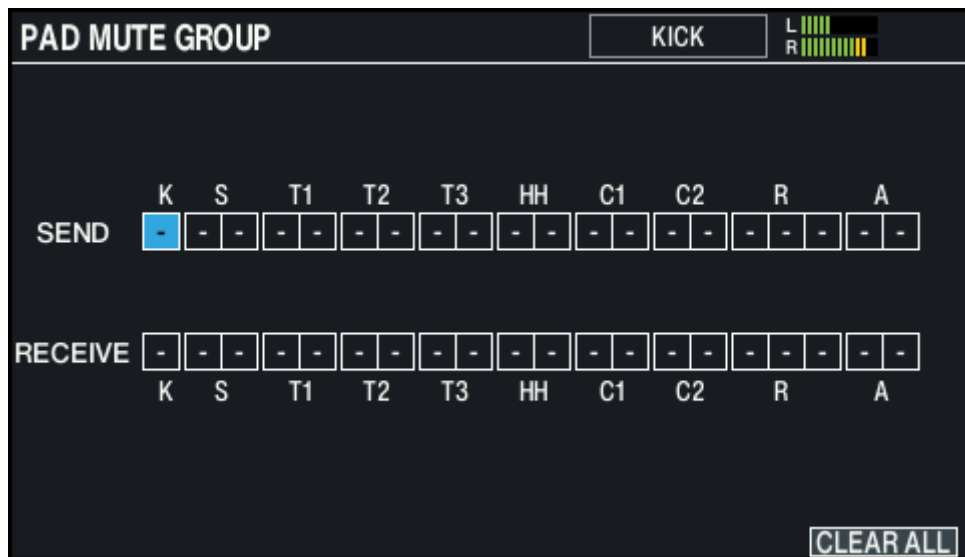 PAD MUTE GROUP KICK L
R
K S T1 T2 T3 HH C1 C2 R A
SEND - - - - - - - - - - - - - - - - - - - -
RECEIVE - - - - - - - - - - - - - - - - - - - -
K S T1 T2 T3 HH C1 C2 R A
CLEAR ALL